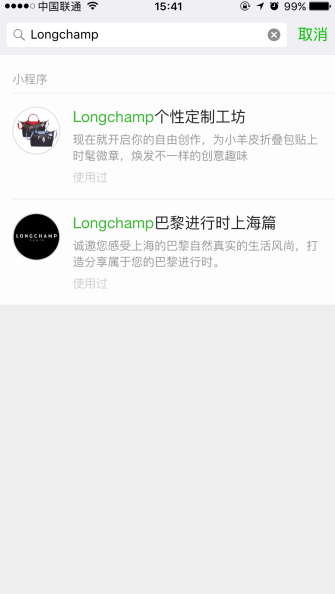 中国联通 15:41 99%
Longchamp 取消
小程序
Longchamp个性定制工坊
现在就开启你的自由创作，为小羊皮折叠包贴上
时髦徽章，焕发不一样的创意趣味
使用过
Longchamp巴黎进行时上海篇
LONGCHAMP
PARIS
诚邀您感受上海的巴黎自然真实的生活风尚，打
造分享属于您的巴黎进行时。
使用过